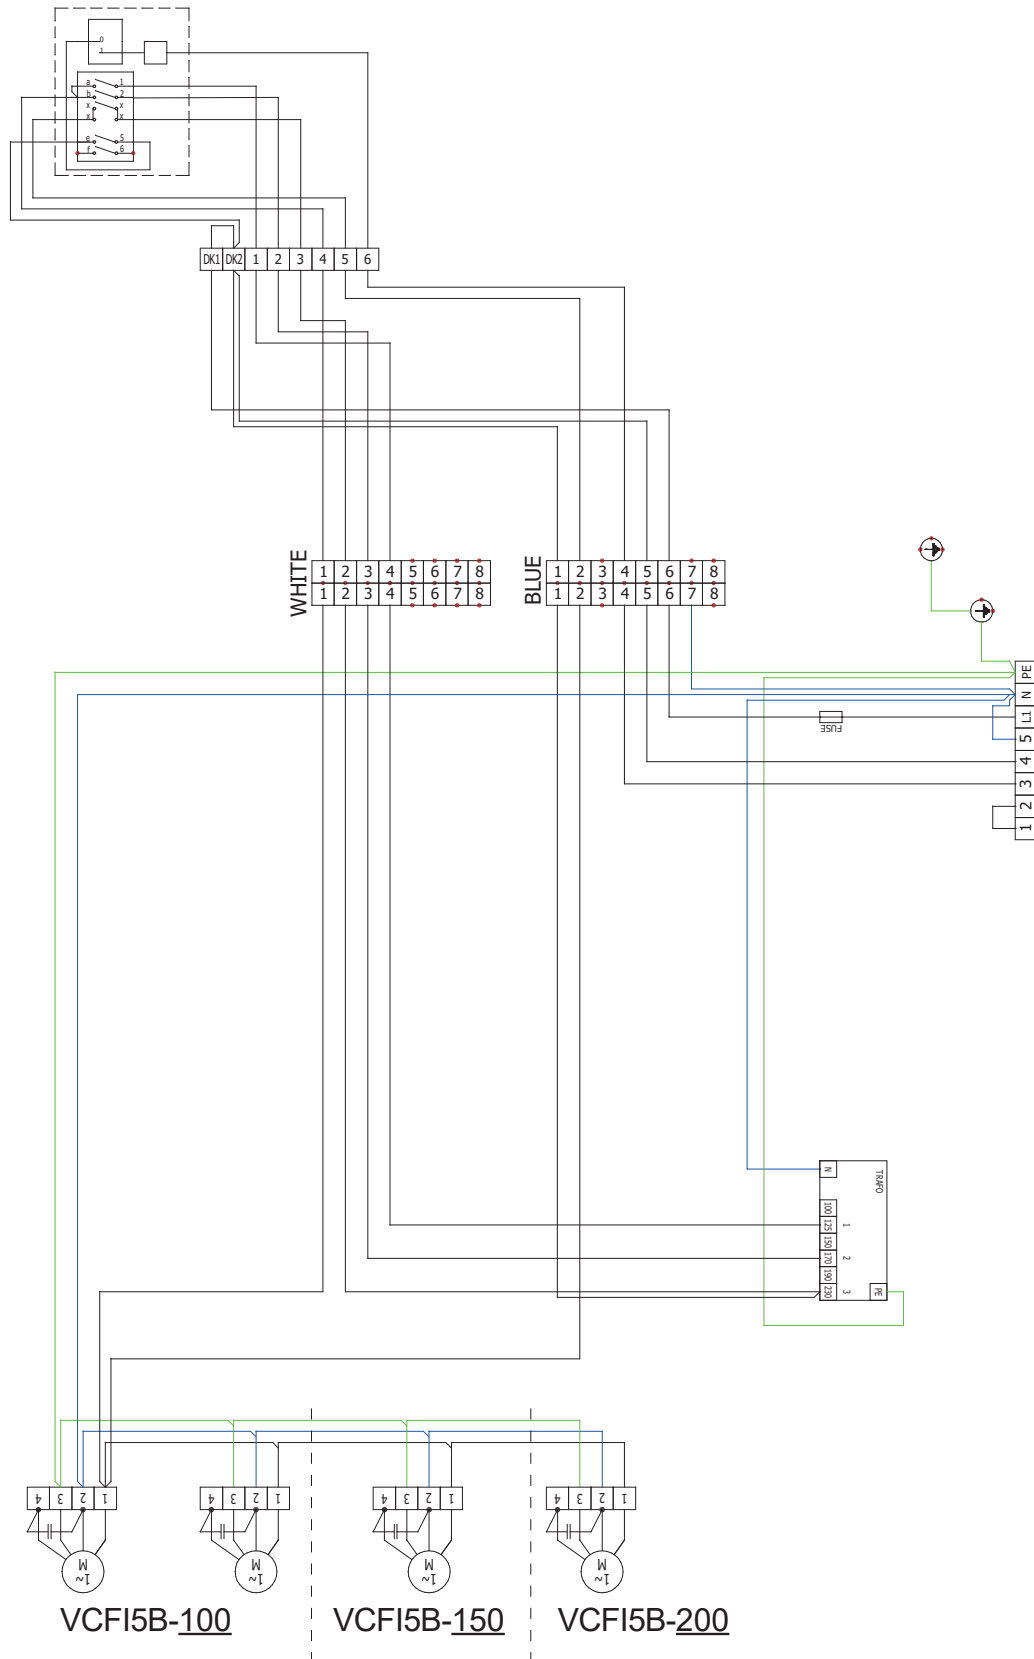 0
1
a 1
b 2
x x
x x
e 5
f 6
DK1 DK2 1 2 3 4 5 6
WHITE
1 2 3 4 5 6 7 8
1 2 3 4 5 6 7 8
BLUE
1 2 3 4 5 6 7 8
1 2 3 4 5 6 7 8
PE
N
L1
5
4
3
2
1
FUSE
TRAFO
N
100
125 1
150
170 2
190
230 3
PE
4 3 2 1
4 3 2 1
4 3 2 1
4 3 2 1
M 1~
M 1~
M 1~
M 1~
VCFI5B-100 VCFI5B-150 VCFI5B-200